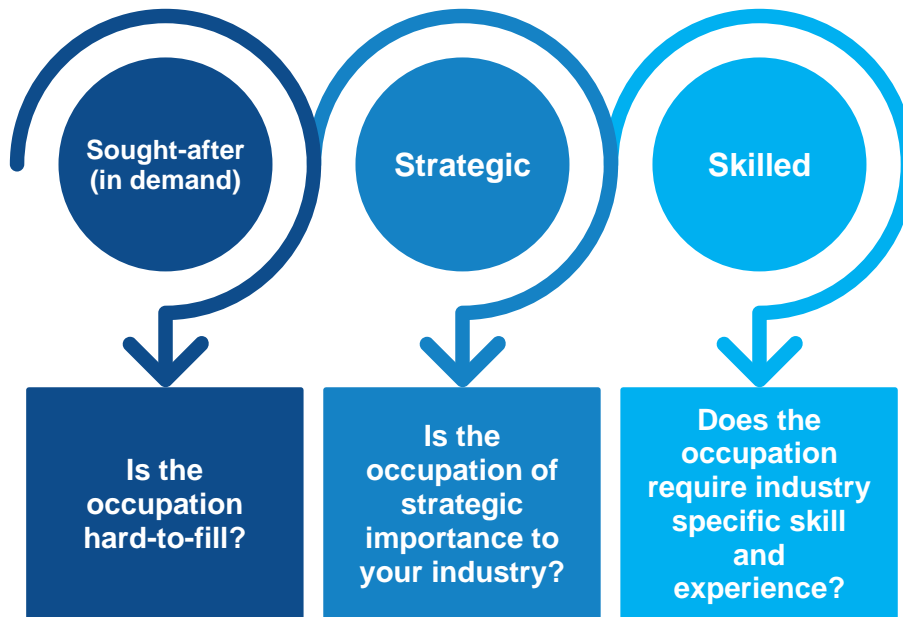 Sought-after
(in demand)
Strategic
Skilled
Is the
occupation
hard-to-fill?
Is the
occupation of
strategic
importance to
your industry?
Does the
occupation
require industry
specific skill
and
experience?